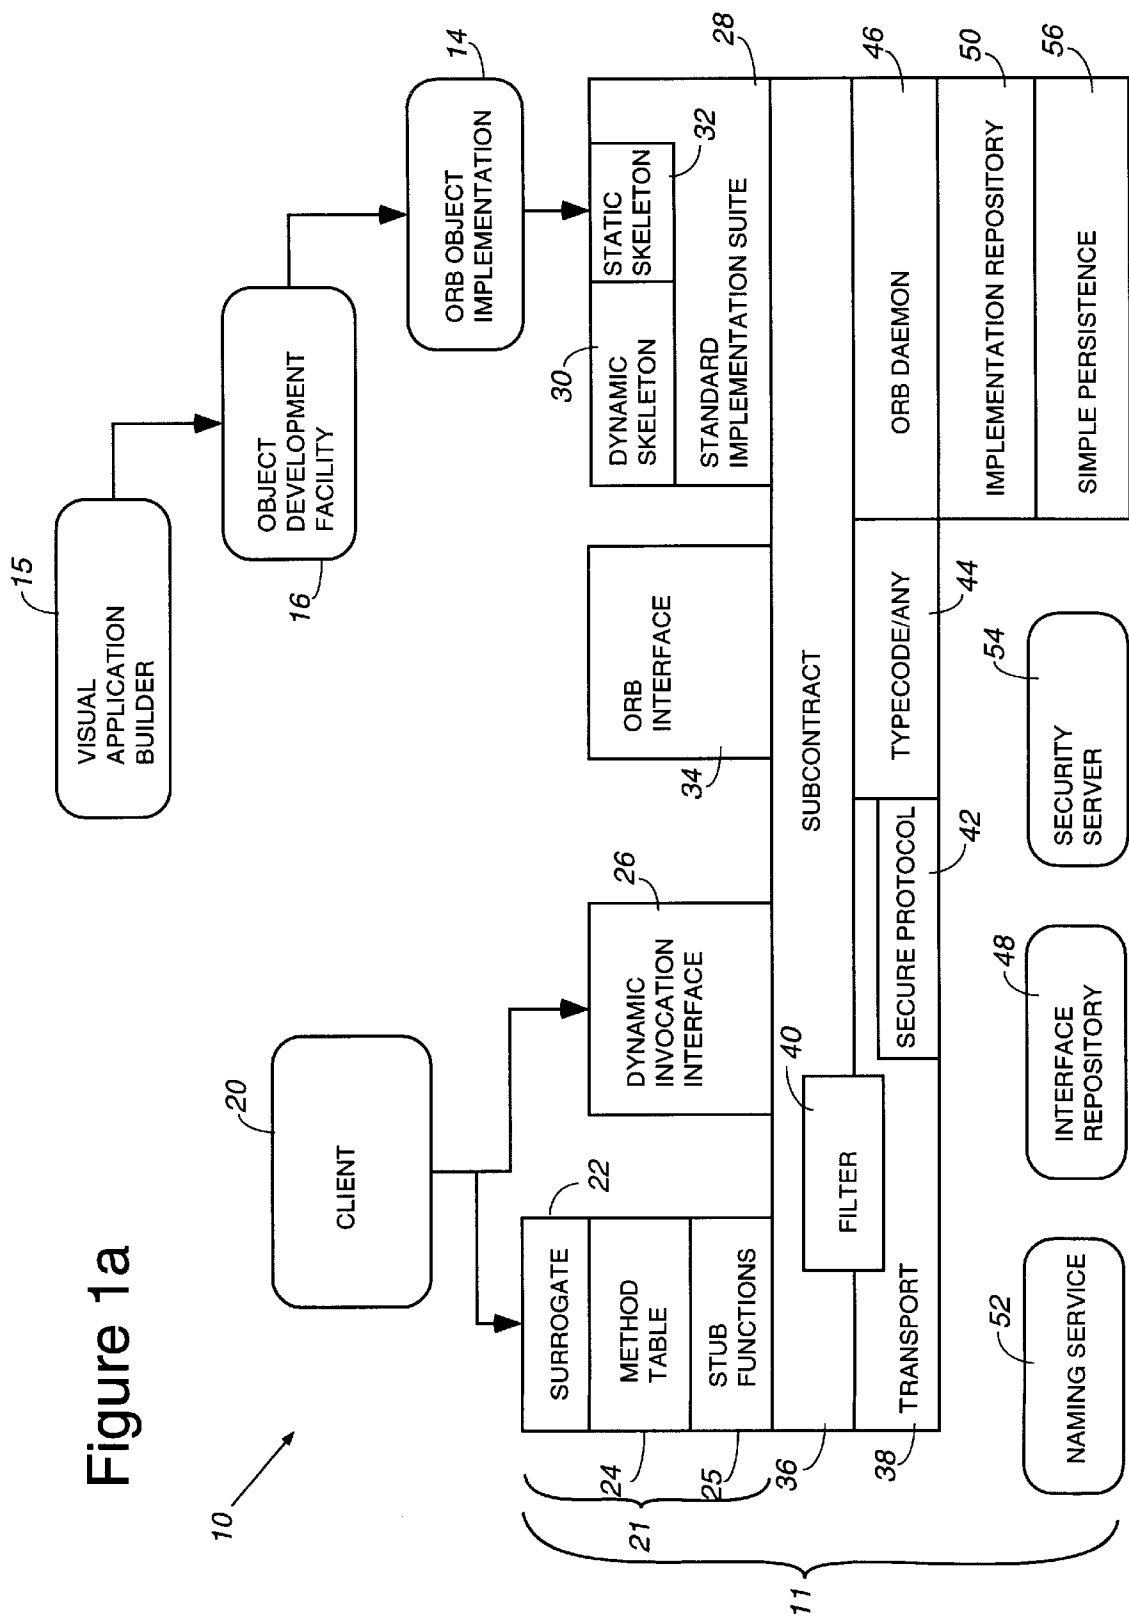 Figure 1a
10
15
VISUAL
APPLICATION
BUILDER
OBJECT
DEVELOPMENT
FACILITY
16
14
ORB OBJECT
IMPLEMENTATION
20
CLIENT
SURROGATE
22
METHOD
TABLE
24
STUB
FUNCTIONS
25
21
11
DYNAMIC
INVOCATION
INTERFACE
26
ORB
INTERFACE
34
30
DYNAMIC
SKELETON
STATIC
SKELETON
32
STANDARD
IMPLEMENTATION SUITE
28
36
SUBCONTRACT
FILTER
40
TRANSPORT
38
SECURE PROTOCOL
42
TYPECODE/ANY
44
ORB DAEMON
46
IMPLEMENTATION REPOSITORY
50
SIMPLE PERSISTENCE
56
52
NAMING SERVICE
48
INTERFACE
REPOSITORY
54
SECURITY
SERVER